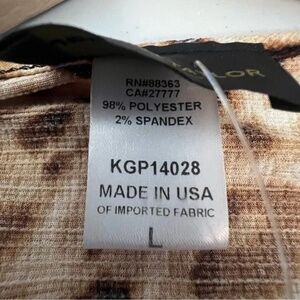 RN#88363
CA#27777
98% POLYESTER
2% SPANDEX
KGP14028
MADE IN USA
OF IMPORTED FABRIC
L